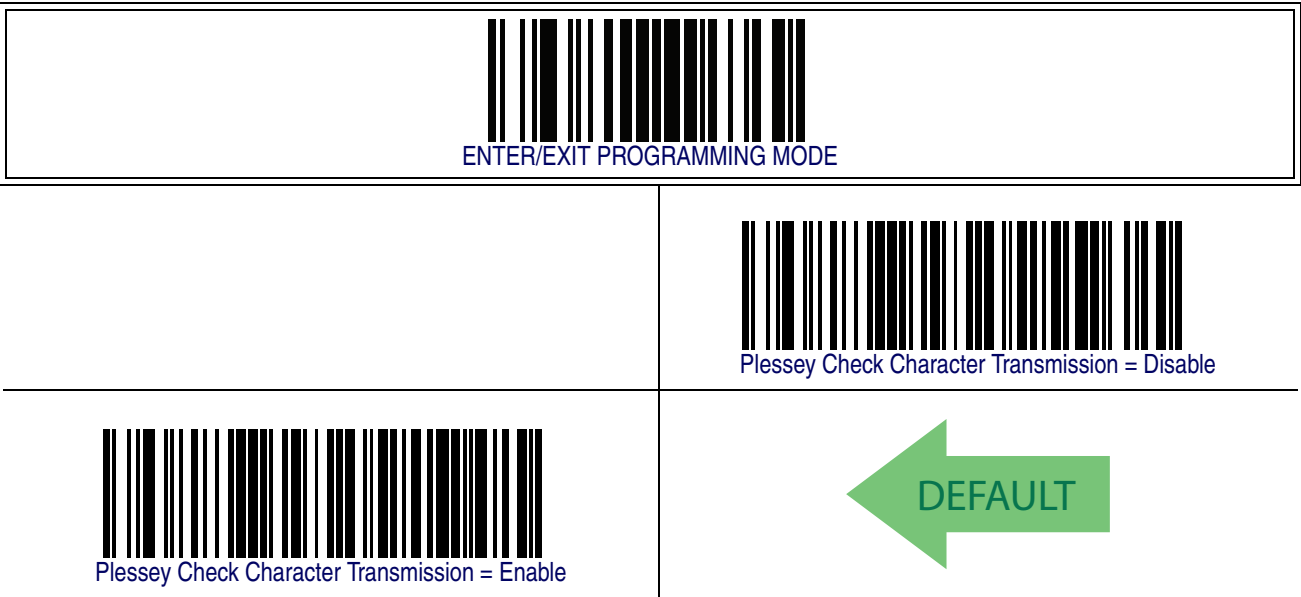 ENTER/EXIT PROGRAMMING MODE
Plessey Check Character Transmission = Disable
Plessey Check Character Transmission = Enable
DEFAULT